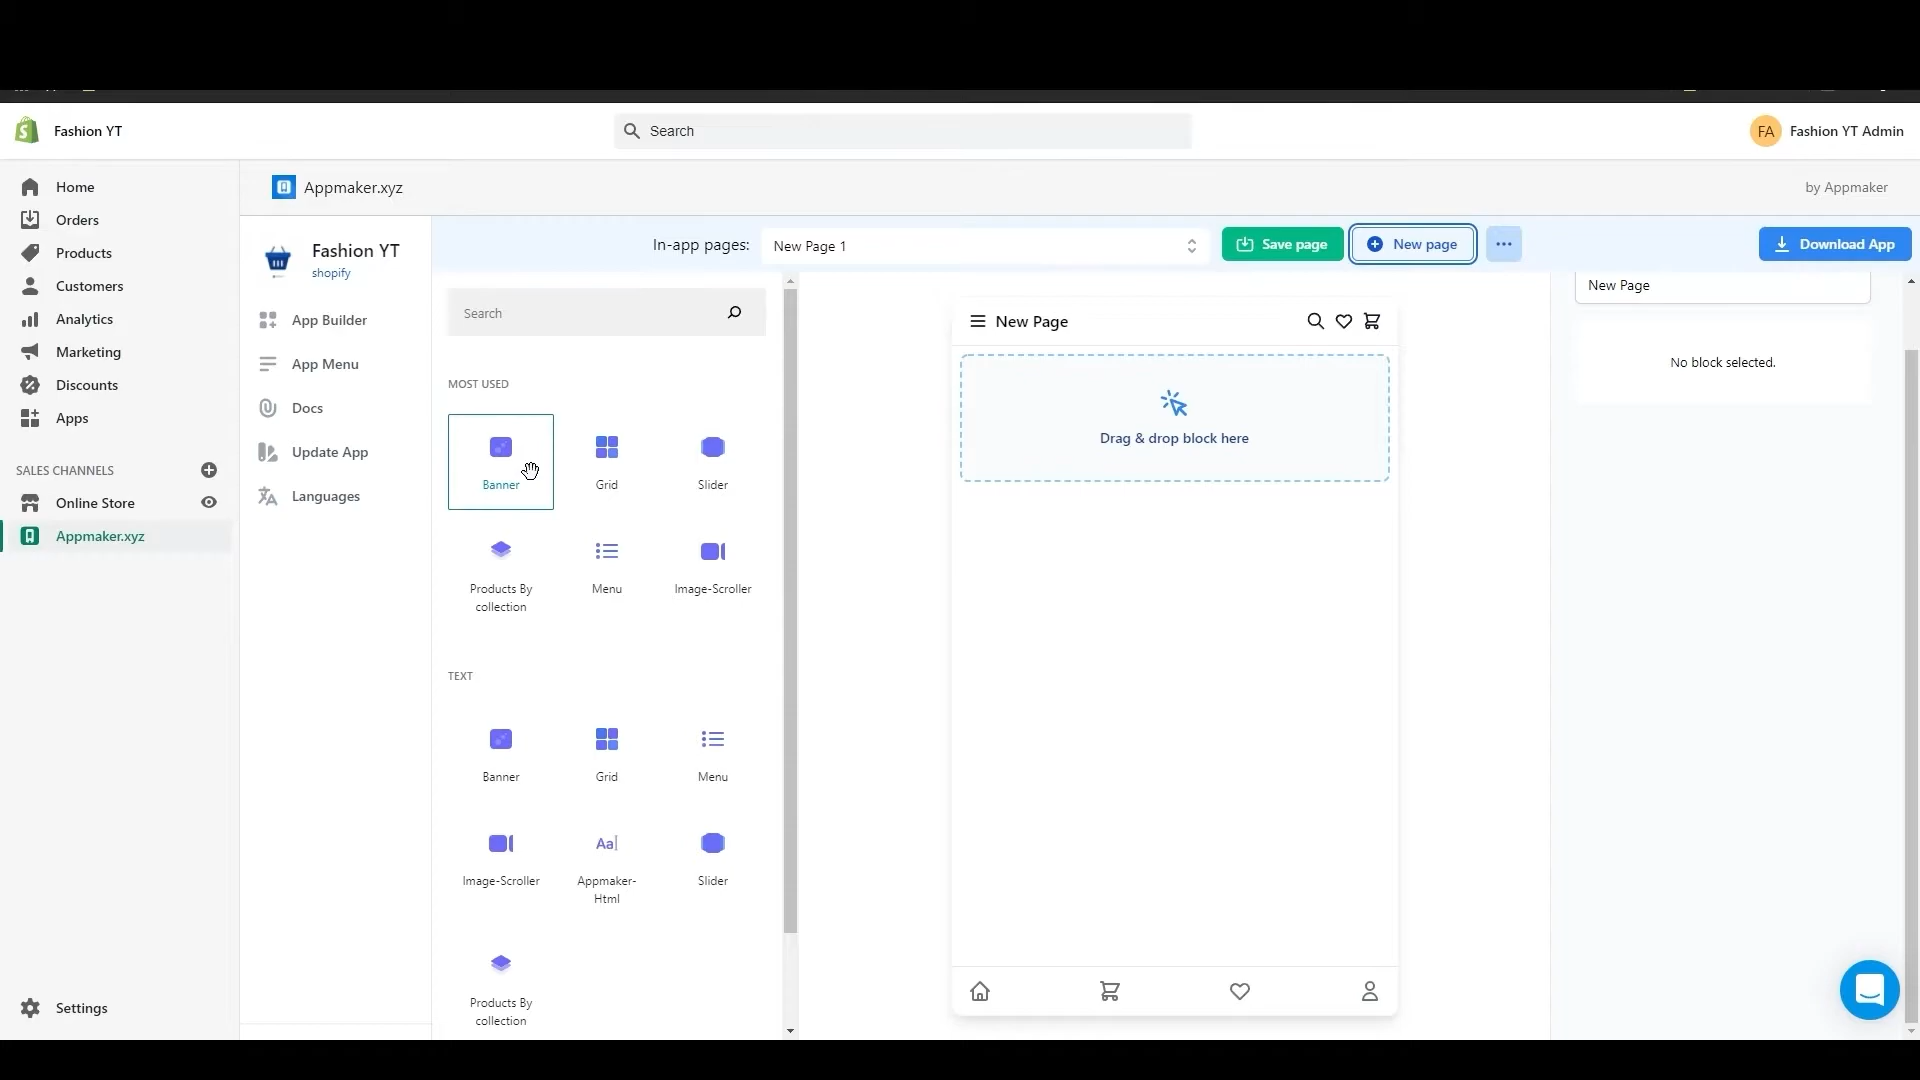 Fashion YT
Search
FA
Fashion YT Admin
Home
Orders
Products
Customers
Analytics
Marketing
Discounts
Apps
SALES CHANNELS
Online Store
Appmaker.xyz
Settings
Appmaker.xyz
by Appmaker
Fashion YT
shopify
App Builder
App Menu
Docs
Update App
Languages
In-app pages:
New Page 1
Save page
New page
Download App
Search
MOST USED
Banner
Grid
Slider
Products By
collection
Menu
Image-Scroller
TEXT
Banner
Grid
Menu
Image-Scroller
Aa
Appmaker-
Html
Slider
Products By
collection
New Page
Drag & drop block here
New Page
No block selected.